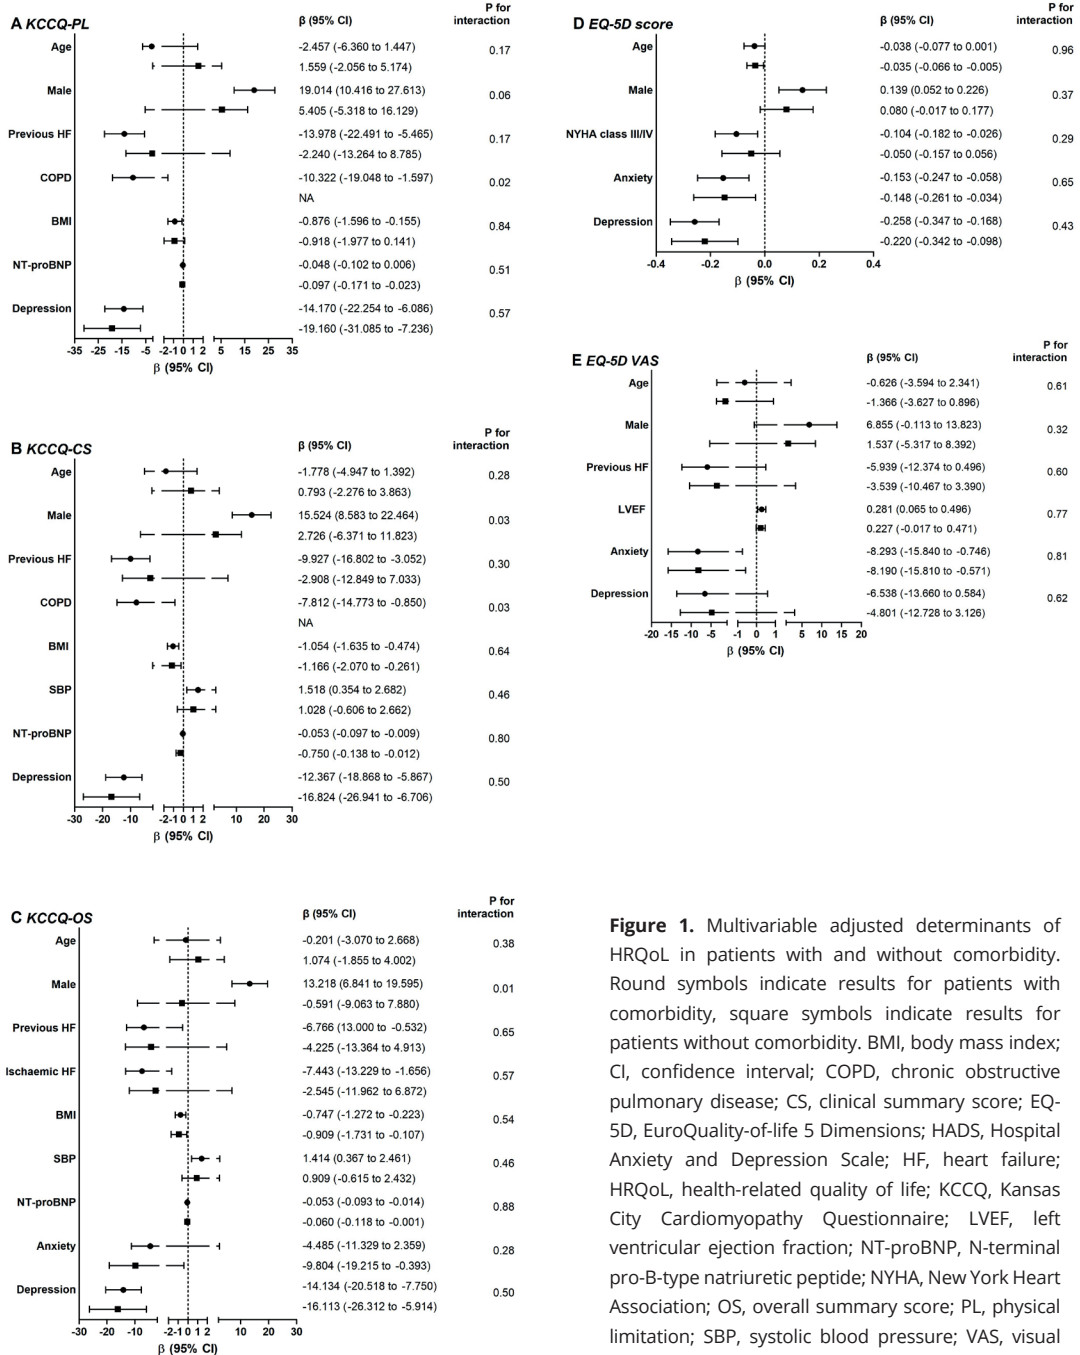 A KCCQ-PL
β (95% CI)
P for
interaction
Age
-2.457 (-6.360 to 1.447)
0.17
1.559 (-2.056 to 5.174)
Male
19.014 (10.416 to 27.613)
0.06
5.405 (-5.318 to 16.129)
Previous HF
-13.978 (-22.491 to -5.465)
0.17
-2.240 (-13.264 to 8.785)
COPD
-10.322 (-19.048 to -1.597)
0.02
NA
BMI
-0.876 (-1.596 to -0.155)
0.84
-0.918 (-1.977 to 0.141)
NT-proBNP
-0.048 (-0.102 to 0.006)
0.51
-0.097 (-0.171 to -0.023)
Depression
-14.170 (-22.254 to -6.086)
0.57
-19.160 (-31.085 to -7.236)
-35 -25 -15 -5 -2 -1 0 1 2 5 15 25 35
β (95% CI)
B KCCQ-CS
β (95% CI)
P for
interaction
Age
-1.778 (-4.947 to 1.392)
0.28
0.793 (-2.276 to 3.863)
Male
15.524 (8.583 to 22.464)
0.03
2.726 (-6.371 to 11.823)
Previous HF
-9.927 (-16.802 to -3.052)
0.30
-2.908 (-12.849 to 7.033)
COPD
-7.812 (-14.773 to -0.850)
0.03
NA
BMI
-1.054 (-1.635 to -0.474)
0.64
-1.166 (-2.070 to -0.261)
SBP
1.518 (0.354 to 2.682)
0.46
1.028 (-0.606 to 2.662)
NT-proBNP
-0.053 (-0.097 to -0.009)
0.80
-0.750 (-0.138 to -0.012)
Depression
-12.367 (-18.868 to -5.867)
0.50
-16.824 (-26.941 to -6.706)
-30 -20 -10 -2 -1 0 1 2 10 20 30
β (95% CI)
C KCCQ-OS
β (95% CI)
P for
interaction
Age
-0.201 (-3.070 to 2.668)
0.38
1.074 (-1.855 to 4.002)
Male
13.218 (6.841 to 19.595)
0.01
-0.591 (-9.063 to 7.880)
Previous HF
-6.766 (13.000 to -0.532)
0.65
-4.225 (-13.364 to 4.913)
Ischaemic HF
-7.443 (-13.229 to -1.656)
0.57
-2.545 (-11.962 to 6.872)
BMI
-0.747 (-1.272 to -0.223)
0.54
-0.909 (-1.731 to -0.107)
SBP
1.414 (0.367 to 2.461)
0.46
0.909 (-0.615 to 2.432)
NT-proBNP
-0.053 (-0.093 to -0.014)
0.88
-0.060 (-0.118 to -0.001)
Anxiety
-4.485 (-11.329 to 2.359)
0.28
-9.804 (-19.215 to -0.393)
Depression
-14.134 (-20.518 to -7.750)
0.50
-16.113 (-26.312 to -5.914)
-30 -20 -10 -2 -1 0 1 2 10 20 30
β (95% CI)
D EQ-5D score
β (95% CI)
P for
interaction
Age
-0.038 (-0.077 to 0.001)
0.96
-0.035 (-0.066 to -0.005)
Male
0.139 (0.052 to 0.226)
0.37
0.080 (-0.017 to 0.177)
NYHA class III/IV
-0.104 (-0.182 to -0.026)
0.29
-0.050 (-0.157 to 0.056)
Anxiety
-0.153 (-0.247 to -0.058)
0.65
-0.148 (-0.261 to -0.034)
Depression
-0.258 (-0.347 to -0.168)
0.43
-0.220 (-0.342 to -0.098)
-0.4 -0.2 0.0 0.2 0.4
β (95% CI)
E EQ-5D VAS
β (95% CI)
P for
interaction
Age
-0.626 (-3.594 to 2.341)
0.61
-1.366 (-3.627 to 0.896)
Male
6.855 (-0.113 to 13.823)
0.32
1.537 (-5.317 to 8.392)
Previous HF
-5.939 (-12.374 to 0.496)
0.60
-3.539 (-10.467 to 3.390)
LVEF
0.281 (0.065 to 0.496)
0.77
0.227 (-0.017 to 0.471)
Anxiety
-8.293 (-15.840 to -0.746)
0.81
-8.190 (-15.810 to -0.571)
Depression
-6.538 (-13.660 to 0.584)
0.62
-4.801 (-12.728 to 3.126)
-20 -15 -10 -5 -1 0 1 5 10 15 20
β (95% CI)
Figure 1. Multivariable adjusted determinants of
HRQoL in patients with and without comorbidity.
Round symbols indicate results for patients with
comorbidity, square symbols indicate results for
patients without comorbidity. BMI, body mass index;
CI, confidence interval; COPD, chronic obstructive
pulmonary disease; CS, clinical summary score; EQ-
5D, EuroQuality-of-life 5 Dimensions; HADS, Hospital
Anxiety and Depression Scale; HF, heart failure;
HRQoL, health-related quality of life; KCCQ, Kansas
City Cardiomyopathy Questionnaire; LVEF, left
ventricular ejection fraction; NT-proBNP, N-terminal
pro-B-type natriuretic peptide; NYHA, New York Heart
Association; OS, overall summary score; PL, physical
limitation; SBP, systolic blood pressure; VAS, visual